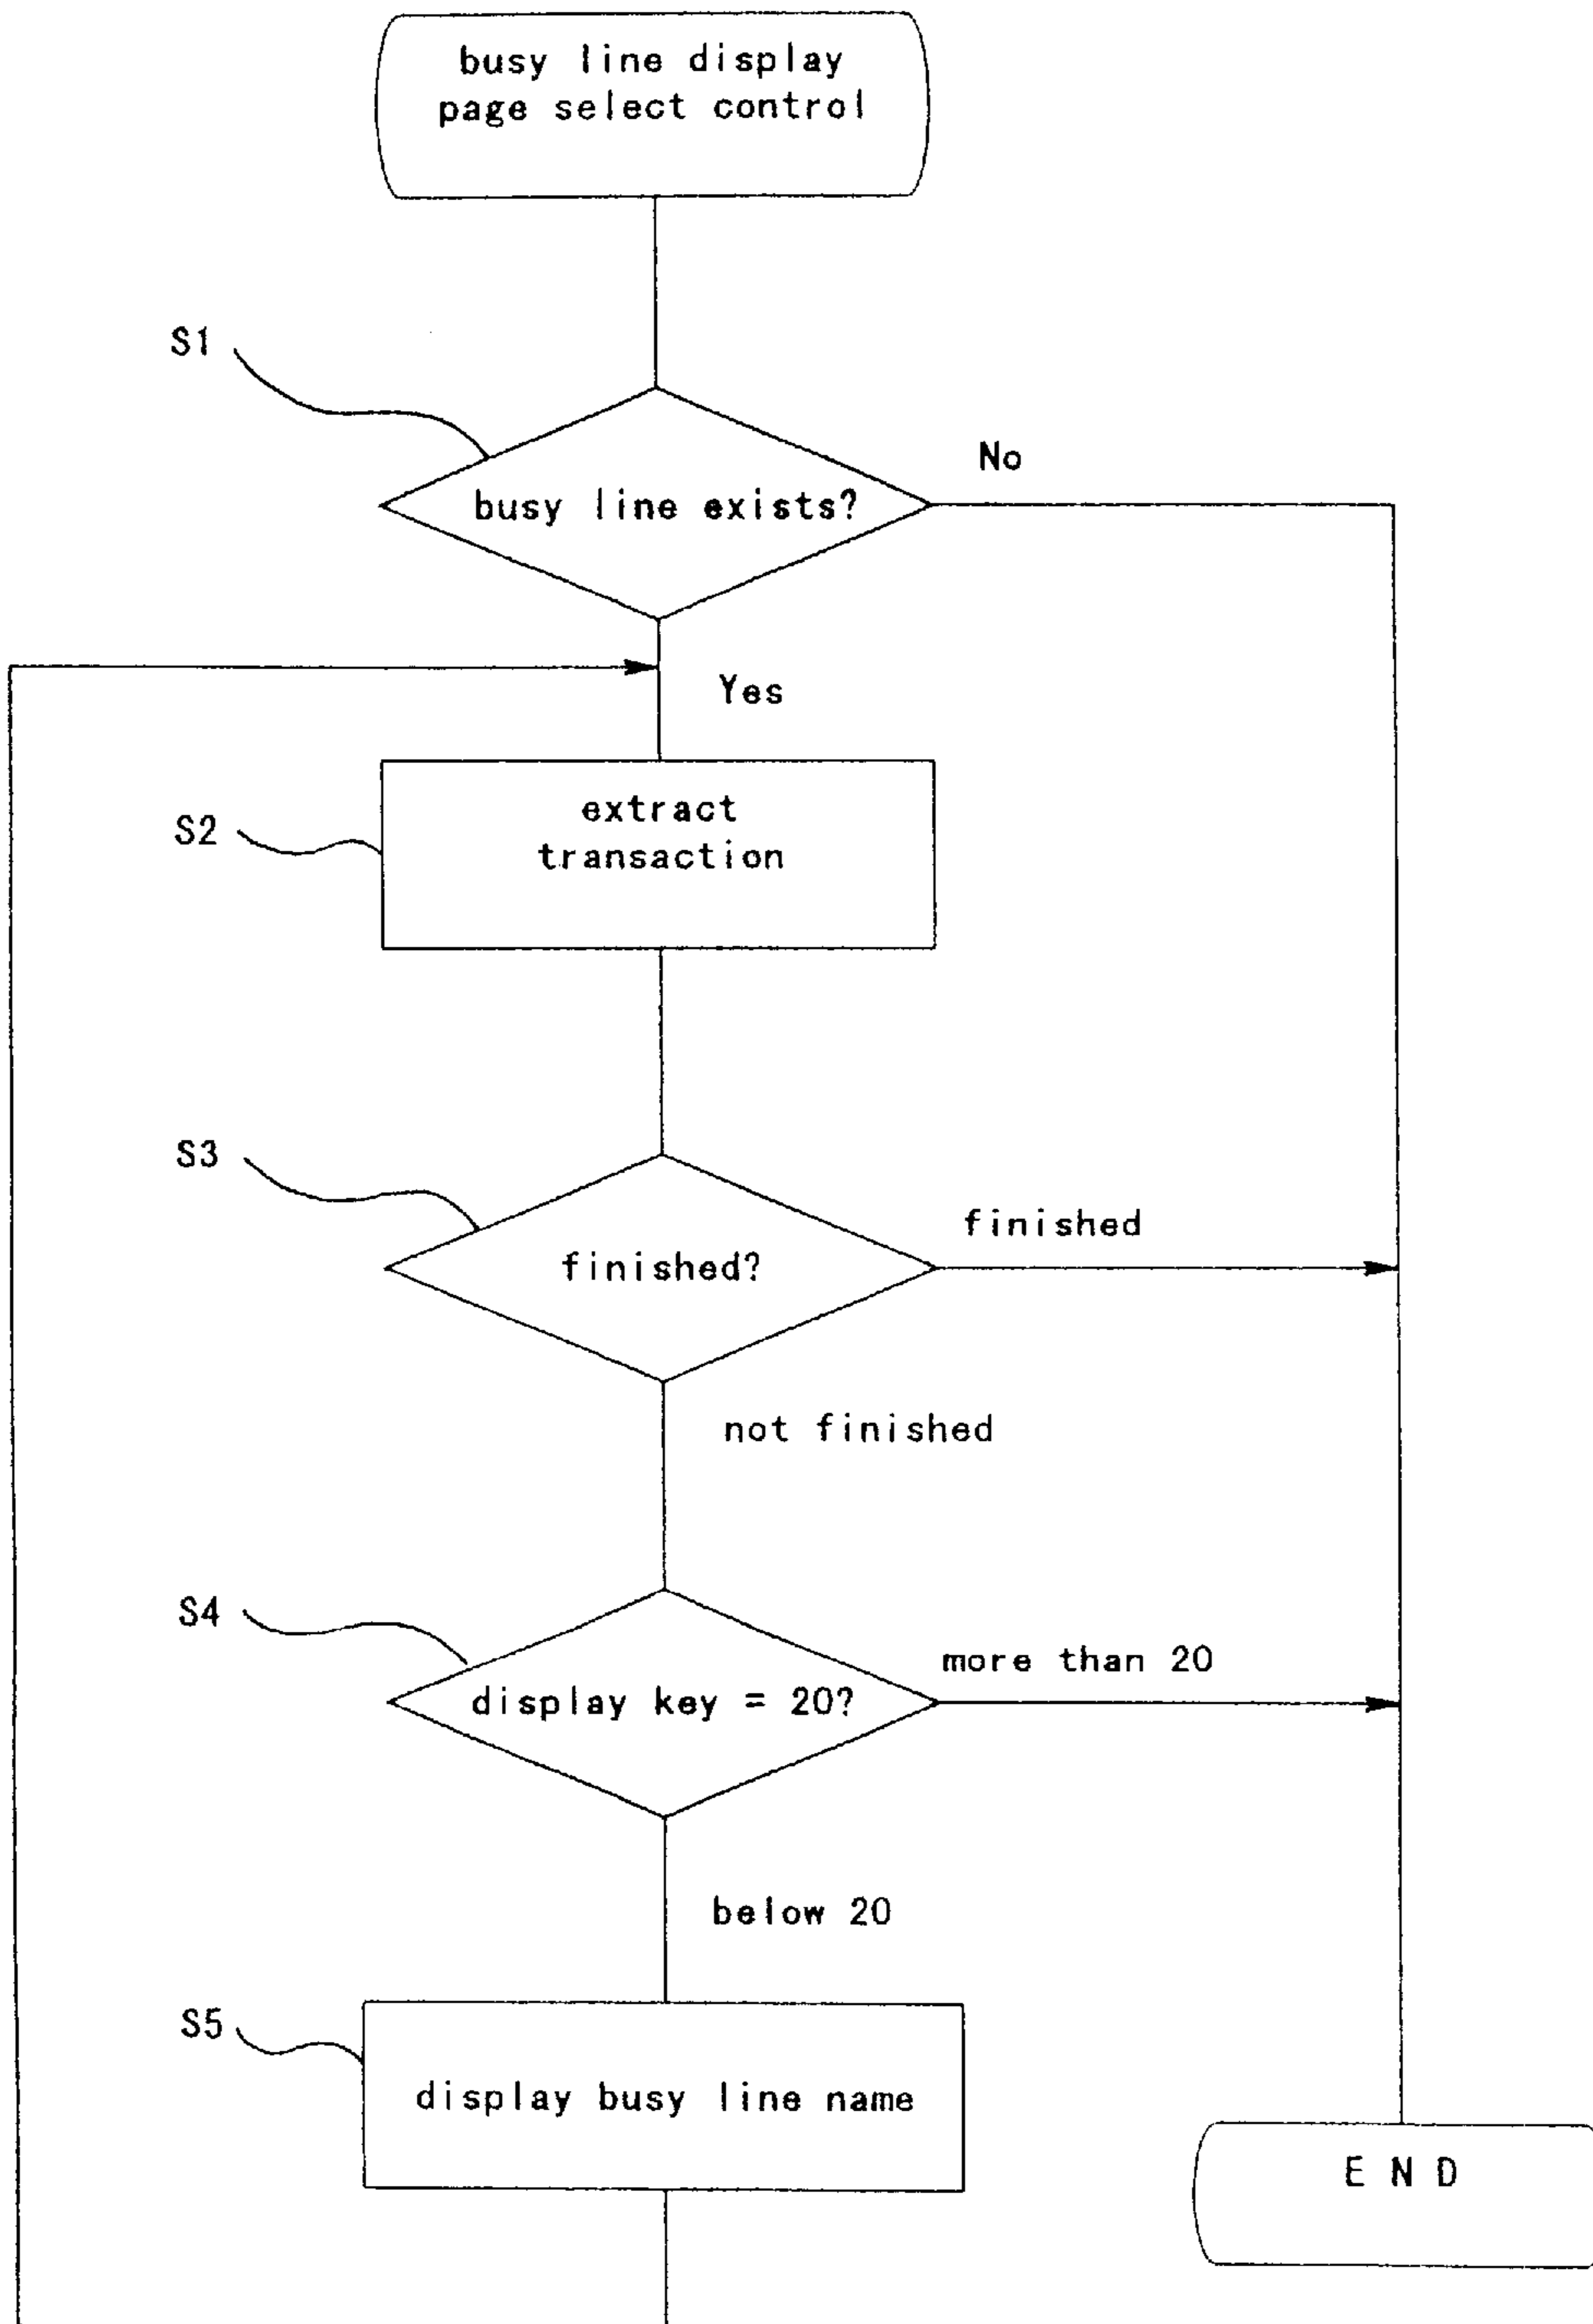 busy line display
page select control
S1
No
busy line exists?
Yes
S2
extract
transaction
S3
finished
finished?
not finished
S4
more than 20
display key = 20?
below 20
S5
display busy line name
E N D